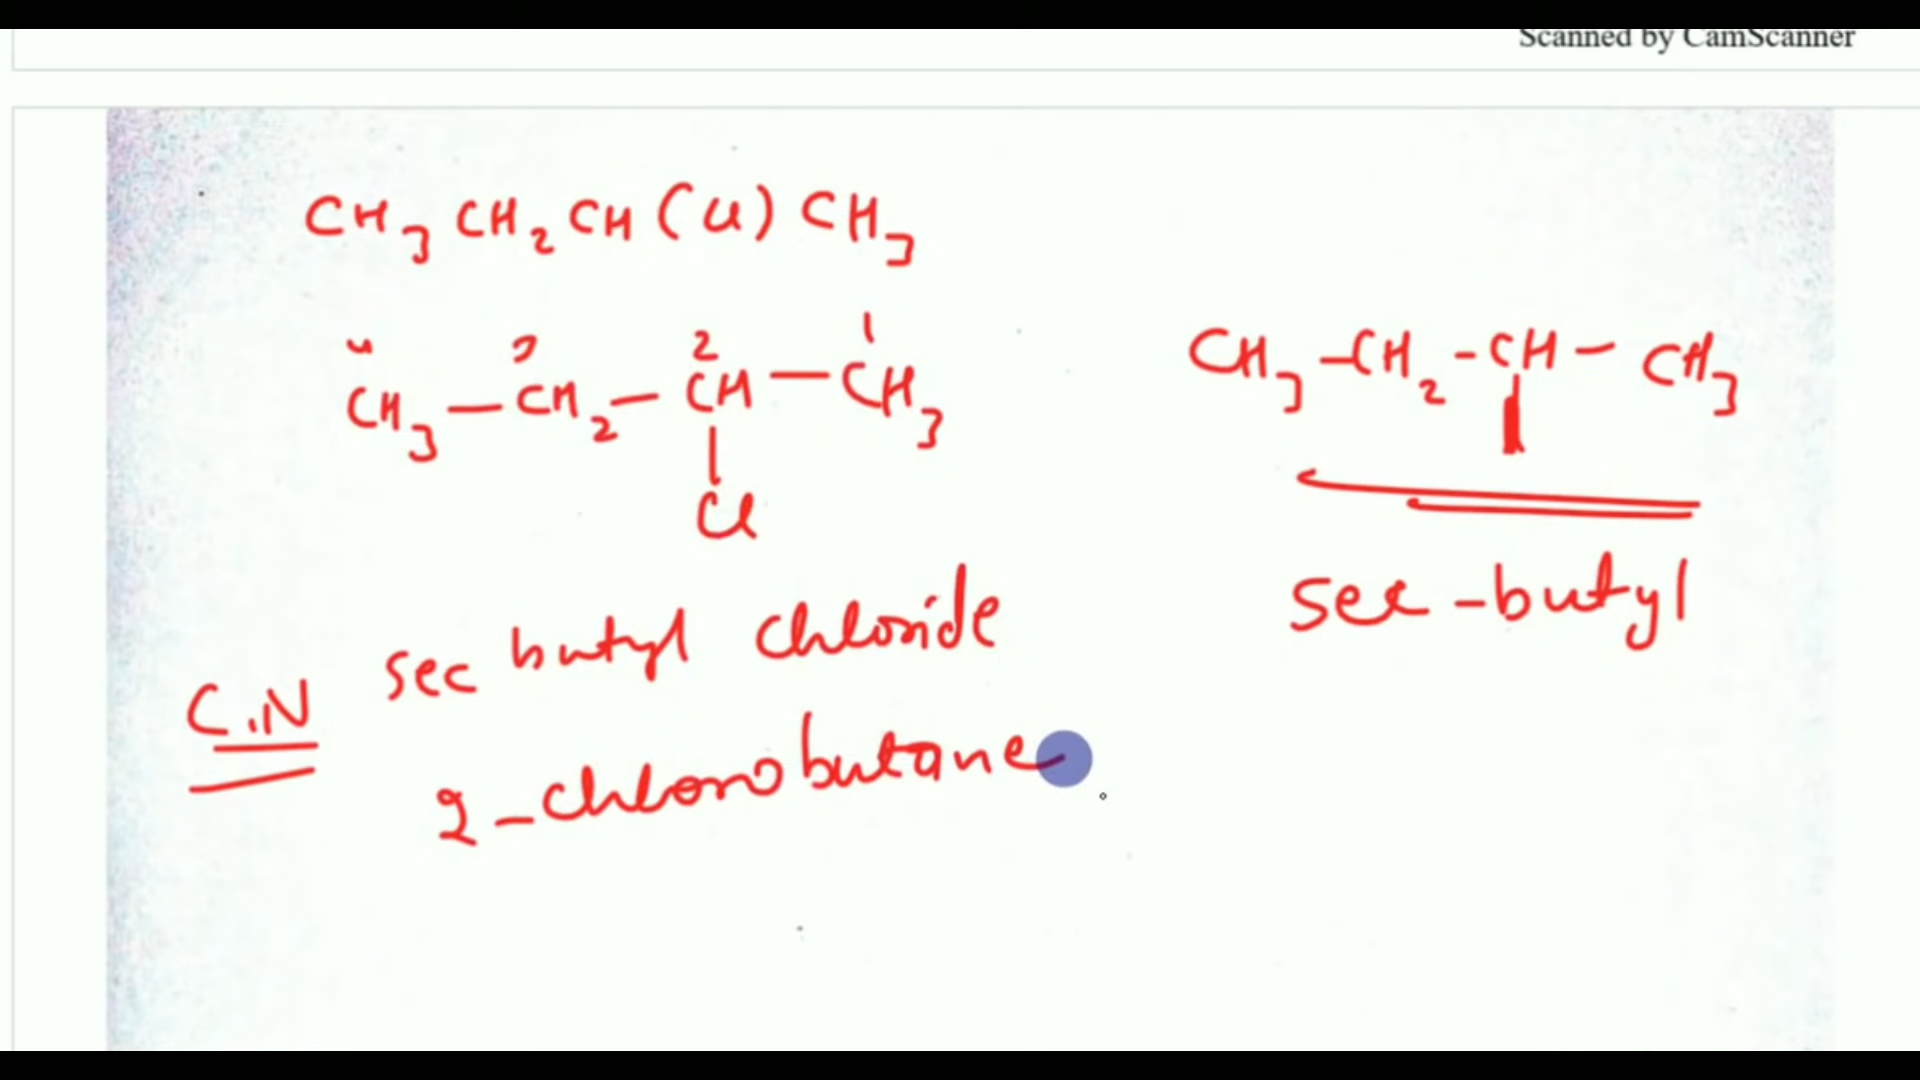 Scanned by CamScanner
CH3 CH2 CH (Cl) CH3
4 3 2 1
CH3 — CH2 — CH — CH3
Cl
CH3 – CH2 – CH – CH3
sec - butyl
C.N sec butyl chloride
2 - chlorobutane